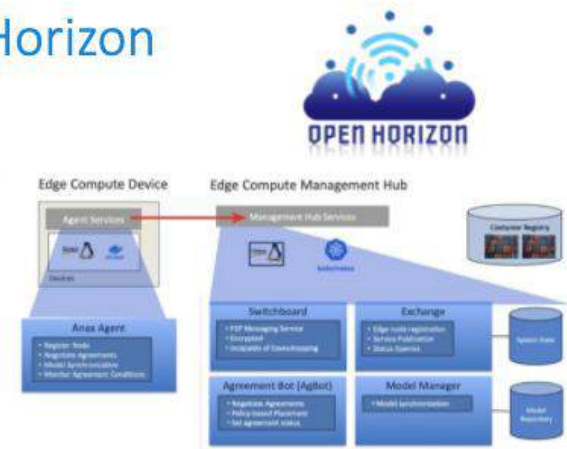 Horizon
OPEN HORIZON
Edge Compute Device
Edge Compute Management Hub
Agent Services
Management Hub Services
Container Registry
kubernetes
Devices
Anax Agent
• Register Node
• Negotiate Agreements
• Model Synchronization
• Monitor Agreement Conditions
Switchboard
• P2P Messaging Service
• Encrypted
• Incapable of Eavesdropping
Exchange
• Edge node registration
• Service Publication
• Status Queries
System State
Agreement Bot (AgBot)
• Negotiate Agreements
• Policy-based Placement
• Set agreement status
Model Manager
• Model synchronization
Model
Repository